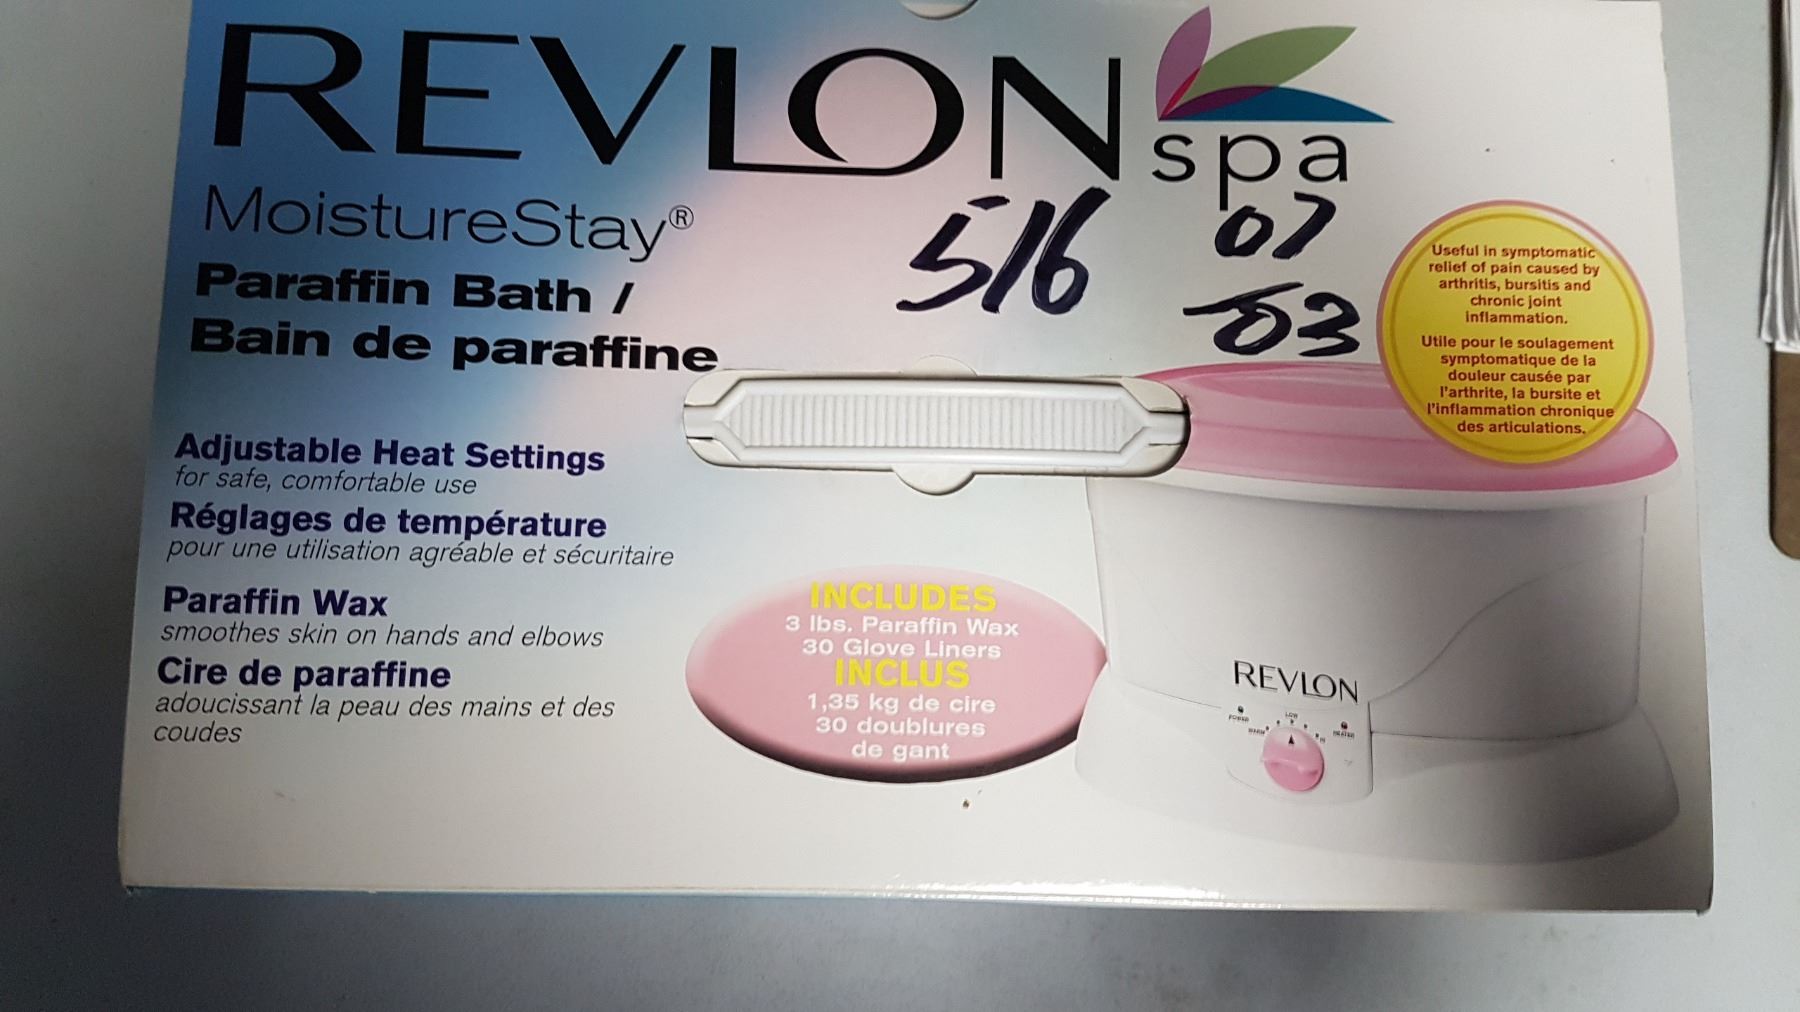 REVLON
spa
MoistureStay®
Paraffin Bath /
Bain de paraffine
516
07
03
Useful in symptomatic
relief of pain caused by
arthritis, bursitis and
chronic joint
inflammation.
Utile pour le soulagement
symptomatique de la
douleur causée par
l'arthrite, la bursite et
l'inflammation chronique
des articulations.
Adjustable Heat Settings
for safe, comfortable use
Réglages de température
pour une utilisation agréable et sécuritaire
Paraffin Wax
smoothes skin on hands and elbows
Cire de paraffine
adoucissant la peau des mains et des
coudes
INCLUDES
3 lbs. Paraffin Wax
30 Glove Liners
INCLUS
1,35 kg de cire
30 doublures
de gant
REVLON
POWER
LOW
WARM
HI
HEATER